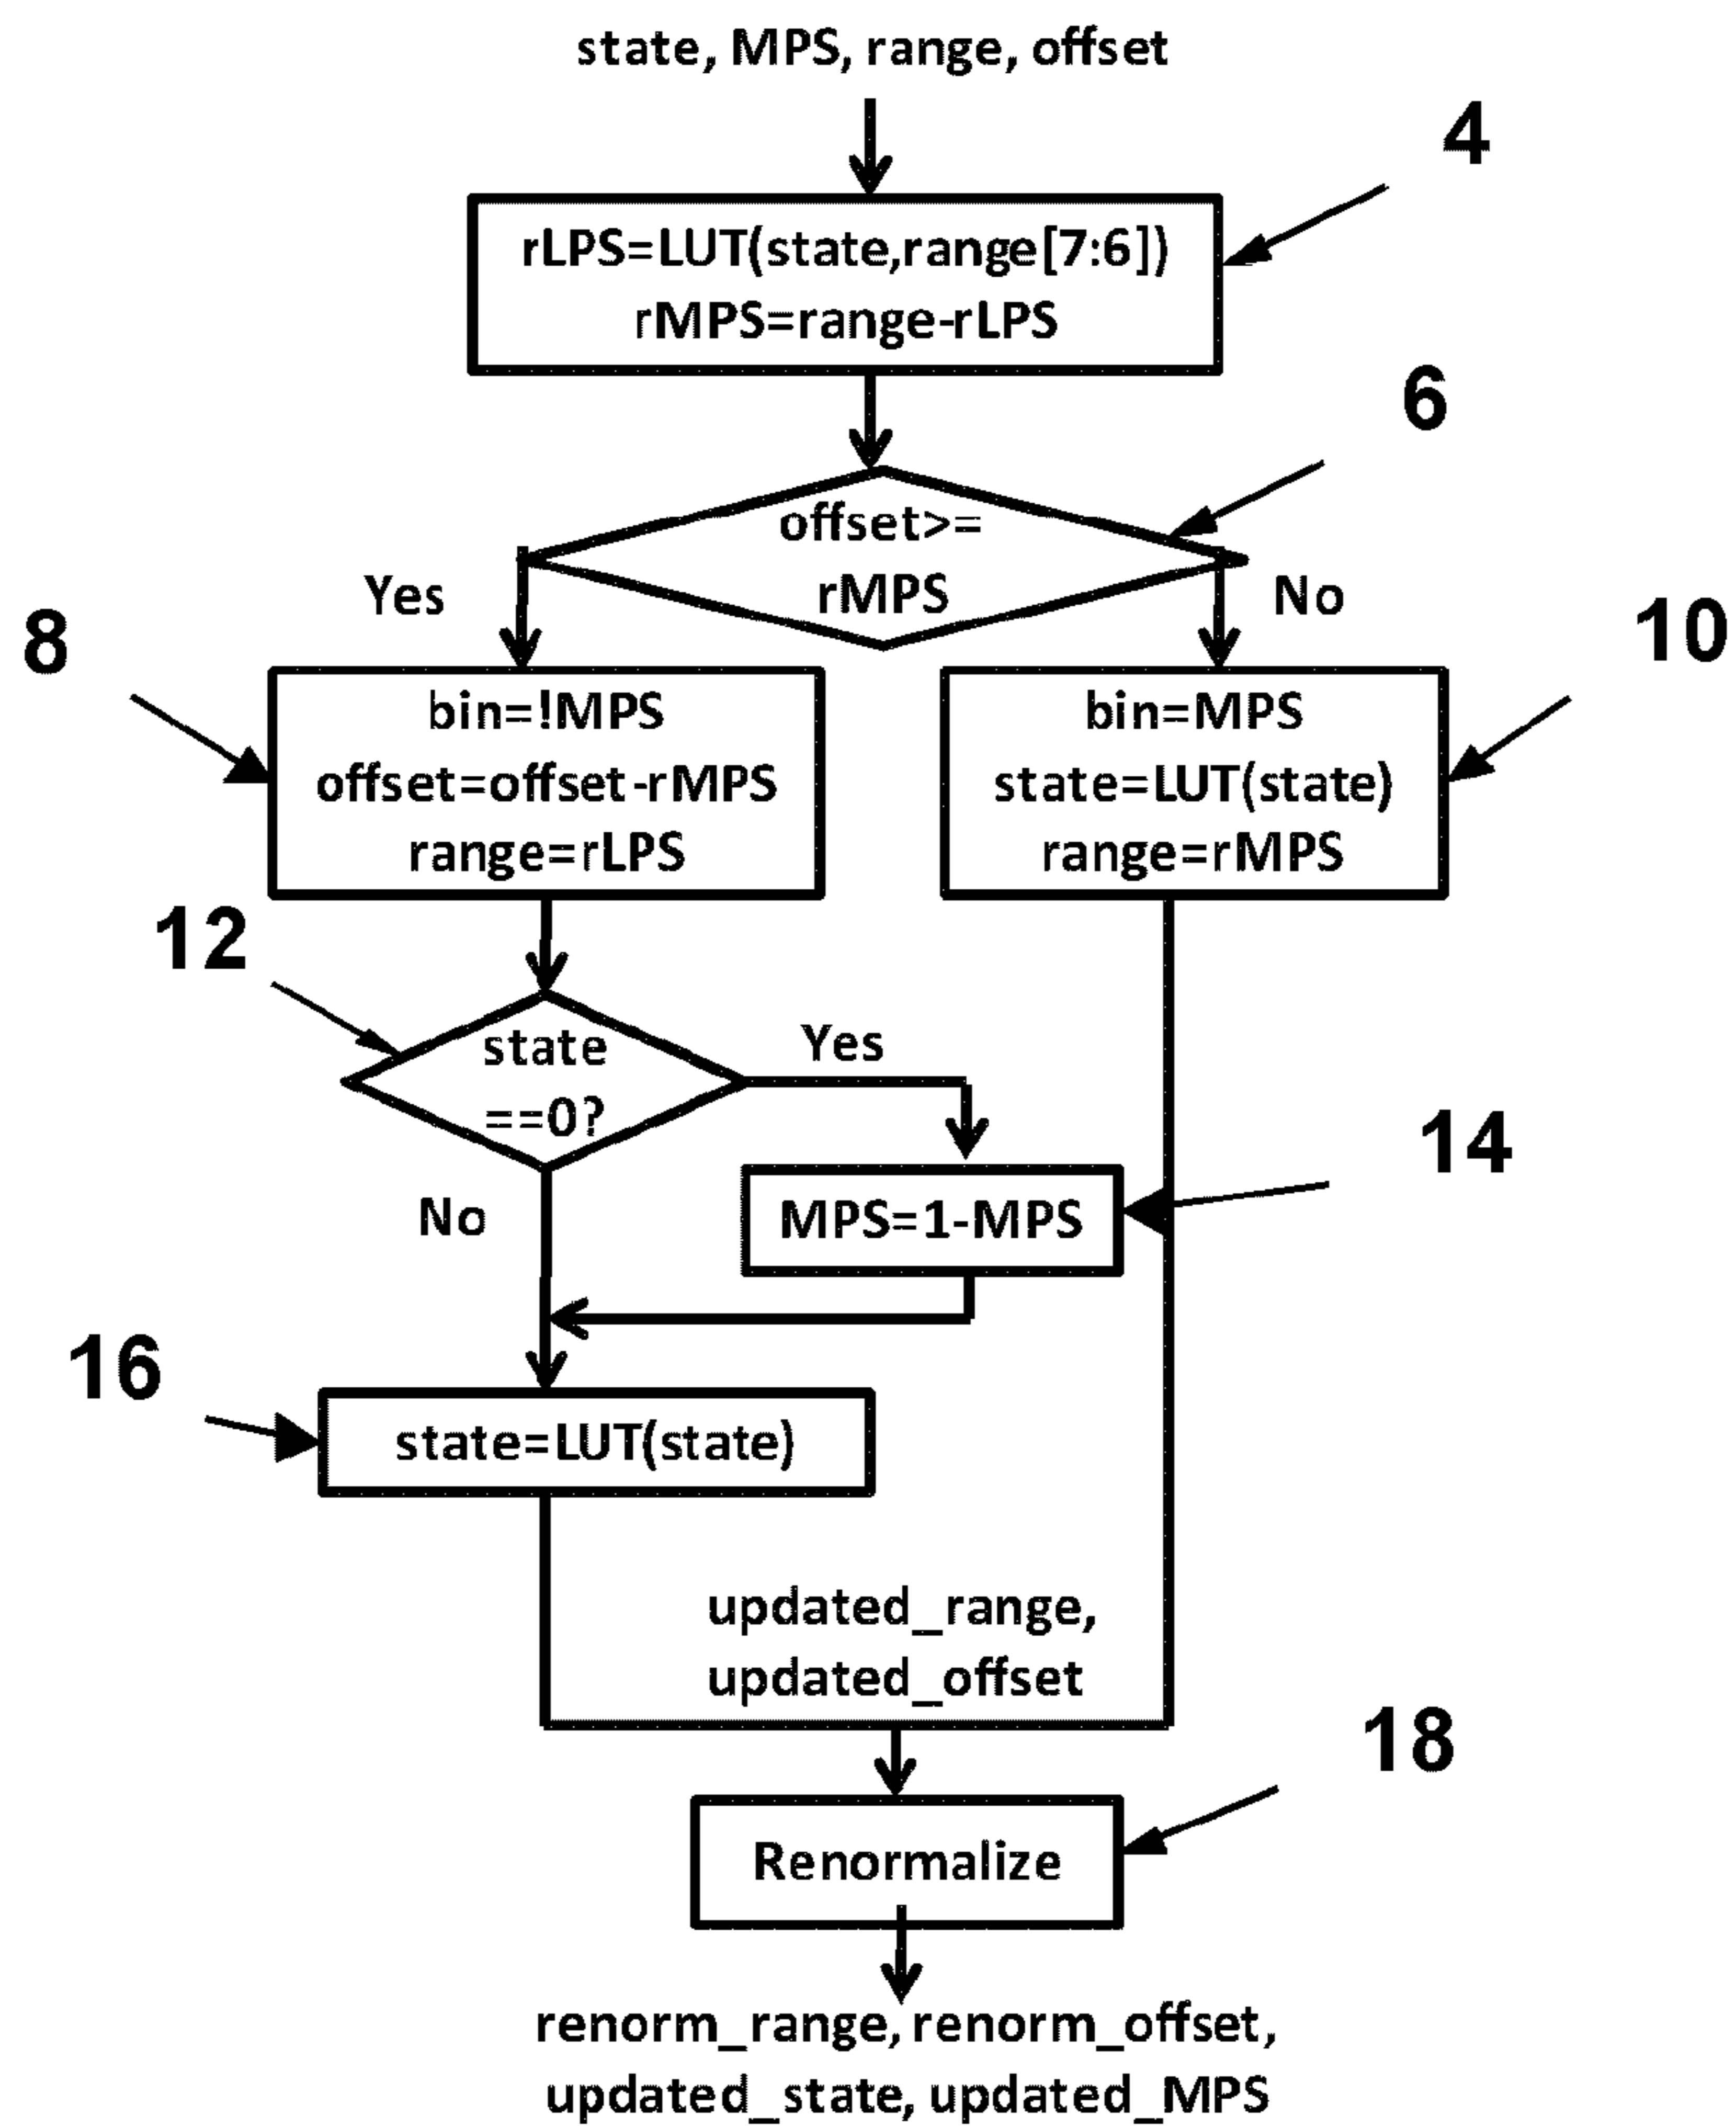 state, MPS, range, offset
4
rLPS=LUT(state,range[7:6])
rMPS=range-rLPS
6
offset>=
rMPS
Yes
No
8
10
bin=!MPS
offset=offset-rMPS
range=rLPS
bin=MPS
state=LUT(state)
range=rMPS
12
state
==0?
Yes
No
14
MPS=1-MPS
16
state=LUT(state)
updated_range,
updated_offset
18
Renormalize
renorm_range, renorm_offset,
updated_state, updated_MPS